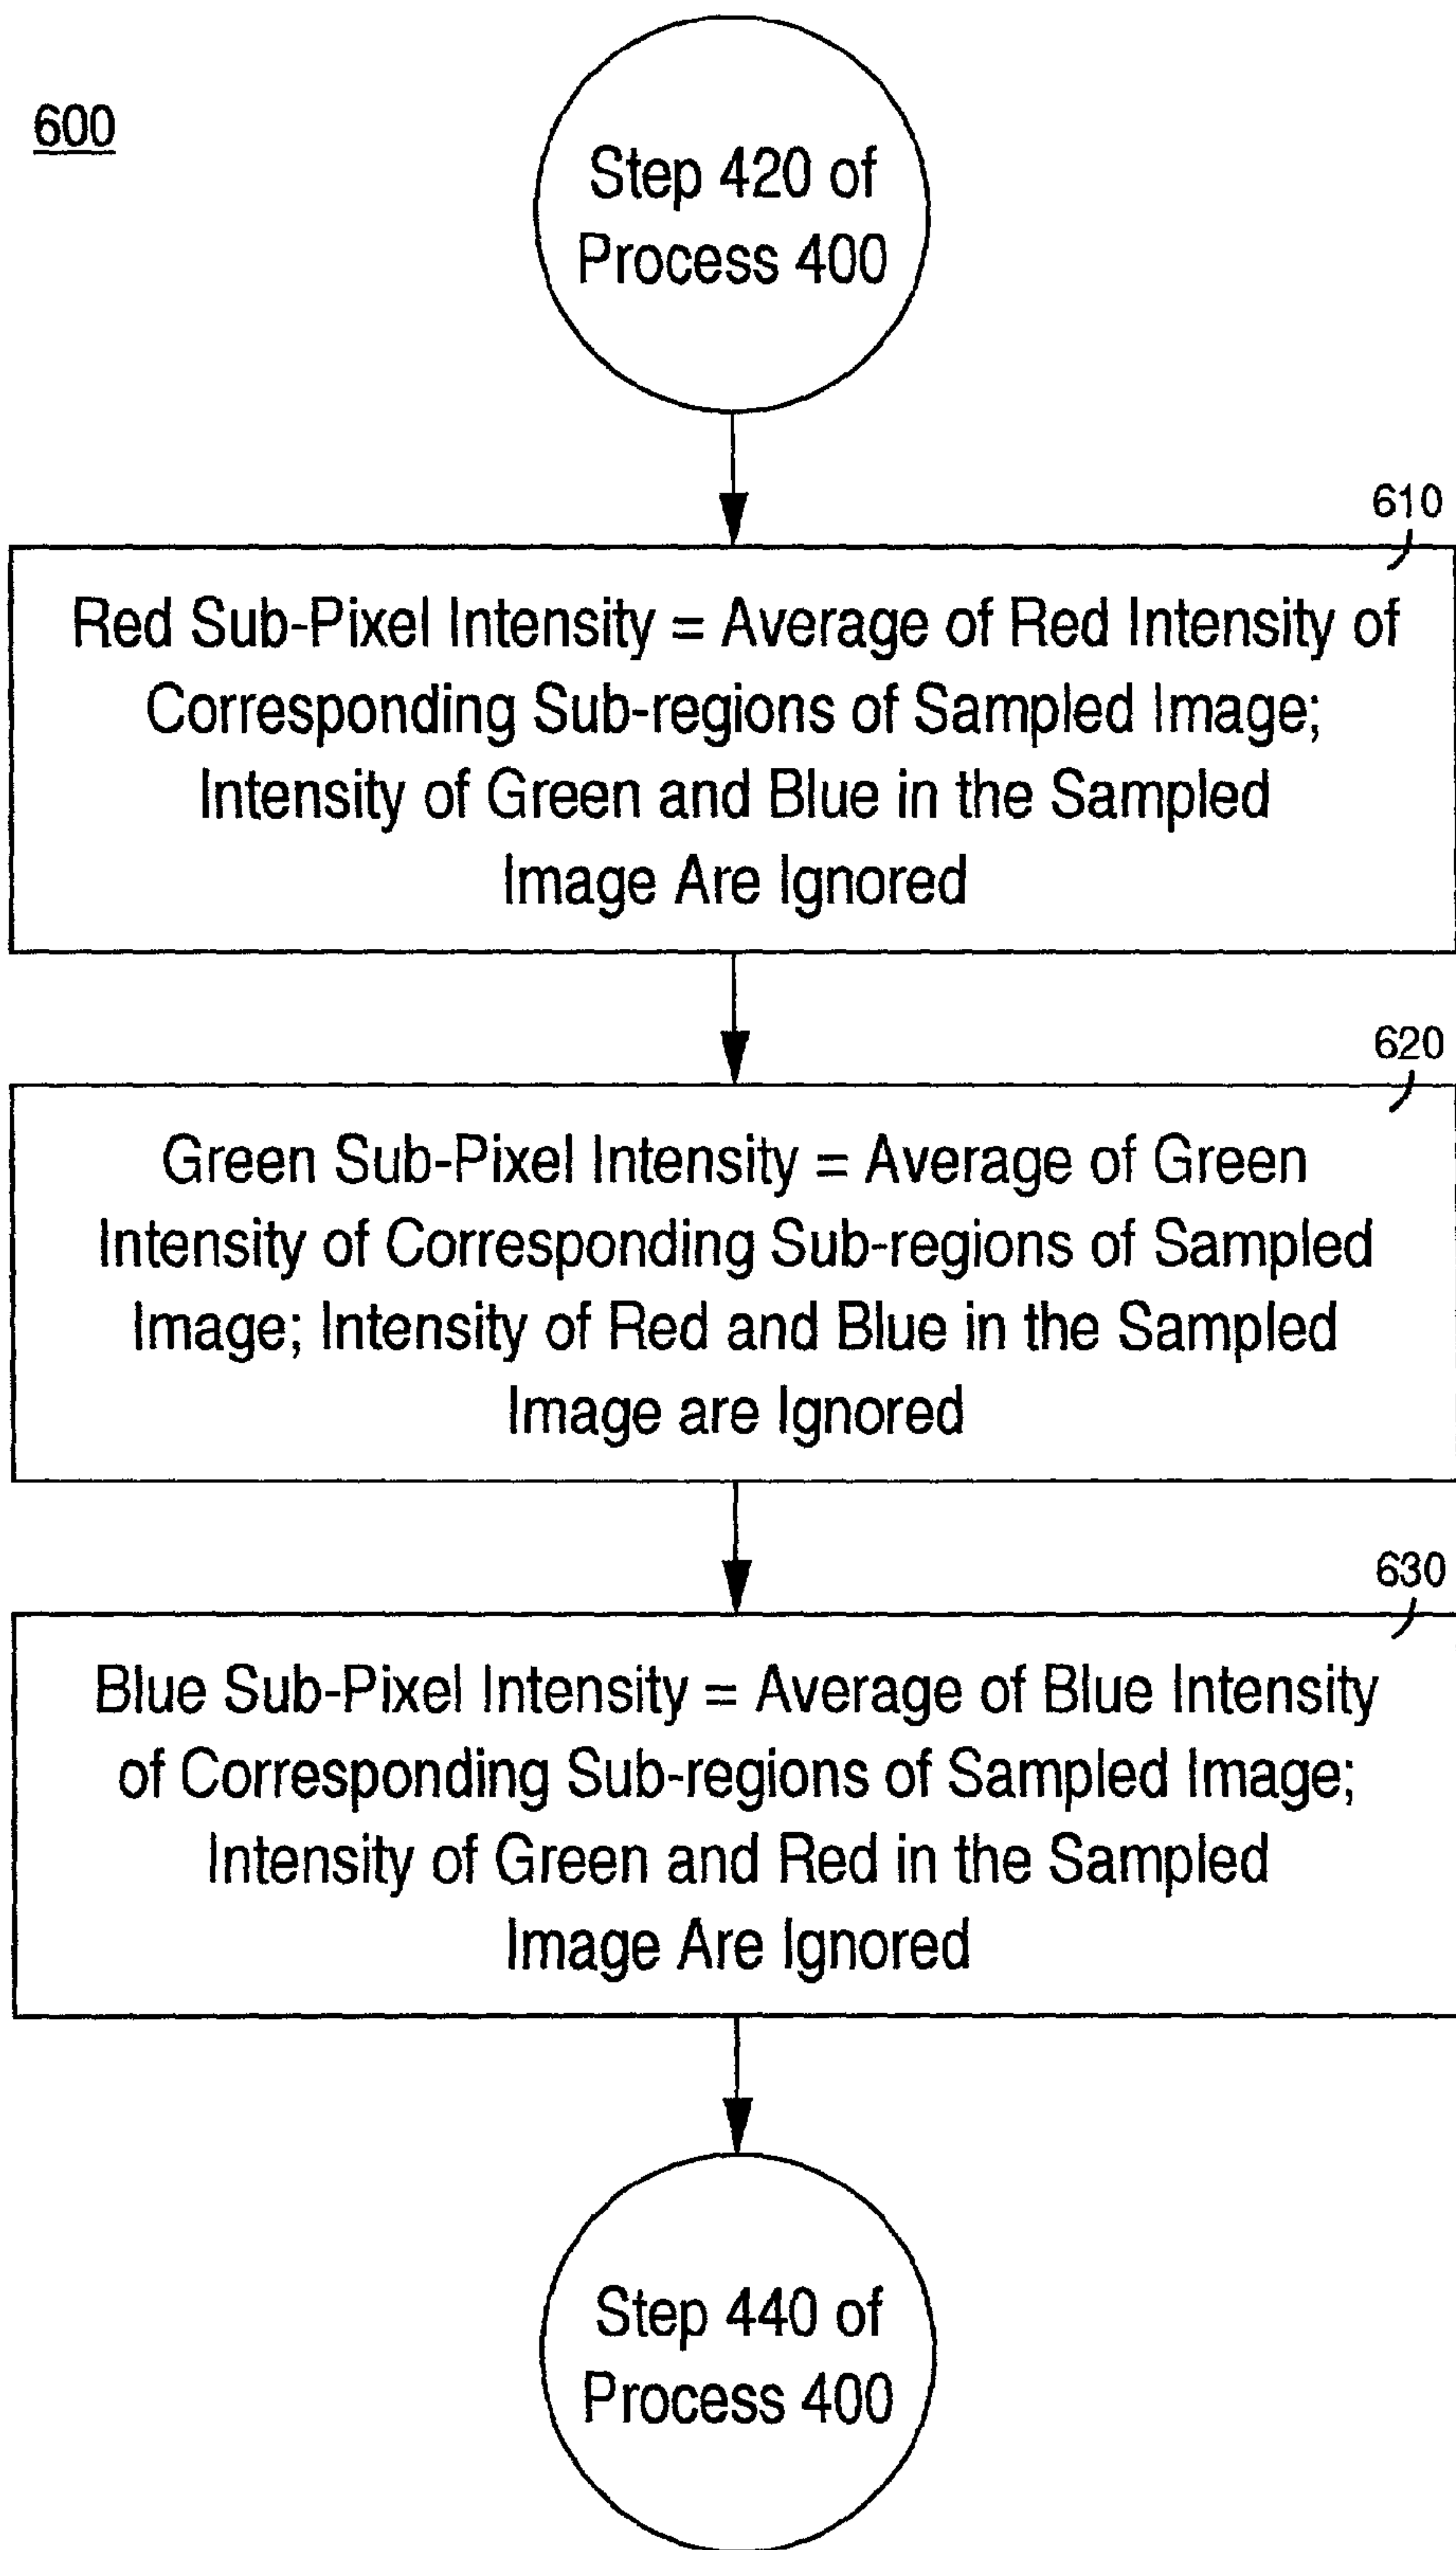 600
Step 420 of
Process 400
610
Red Sub-Pixel Intensity = Average of Red Intensity of
Corresponding Sub-regions of Sampled Image;
Intensity of Green and Blue in the Sampled
Image Are Ignored
620
Green Sub-Pixel Intensity = Average of Green
Intensity of Corresponding Sub-regions of Sampled
Image; Intensity of Red and Blue in the Sampled
Image are Ignored
630
Blue Sub-Pixel Intensity = Average of Blue Intensity
of Corresponding Sub-regions of Sampled Image;
Intensity of Green and Red in the Sampled
Image Are Ignored
Step 440 of
Process 400